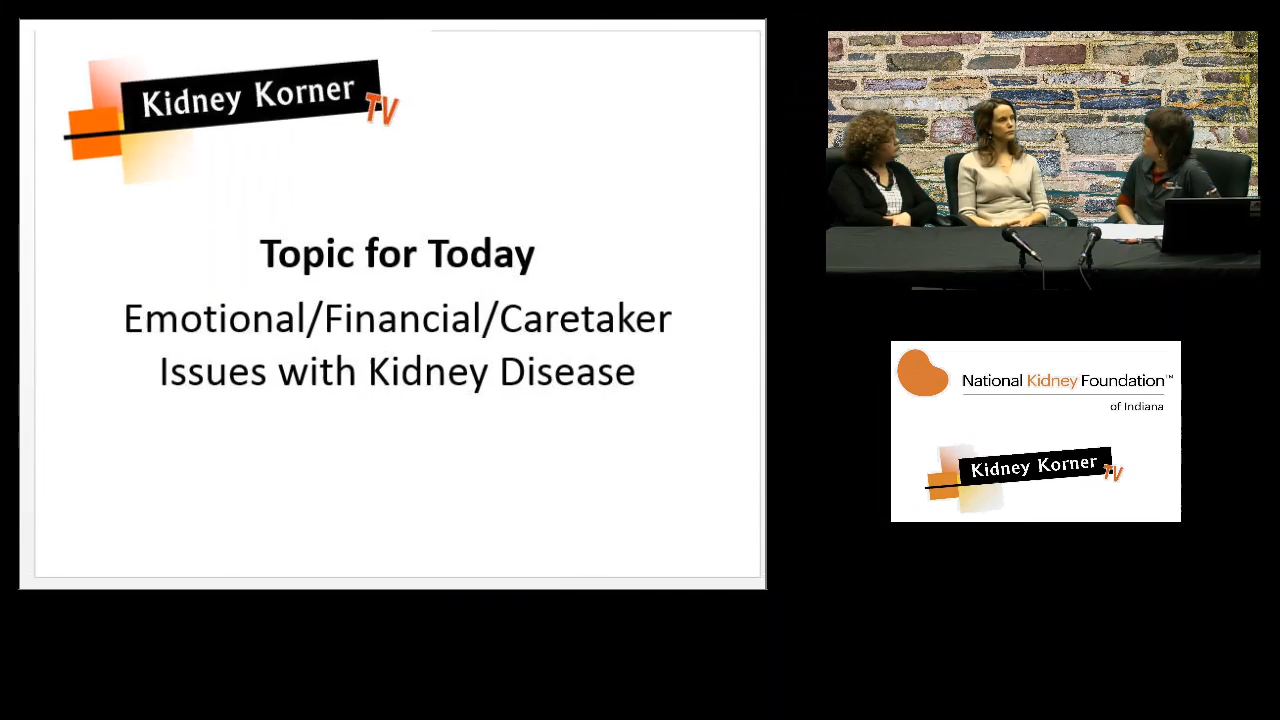 Kidney Korner
TV
Topic for Today
Emotional/Financial/Caretaker
Issues with Kidney Disease
National Kidney Foundation™
of Indiana
Kidney Korner
TV